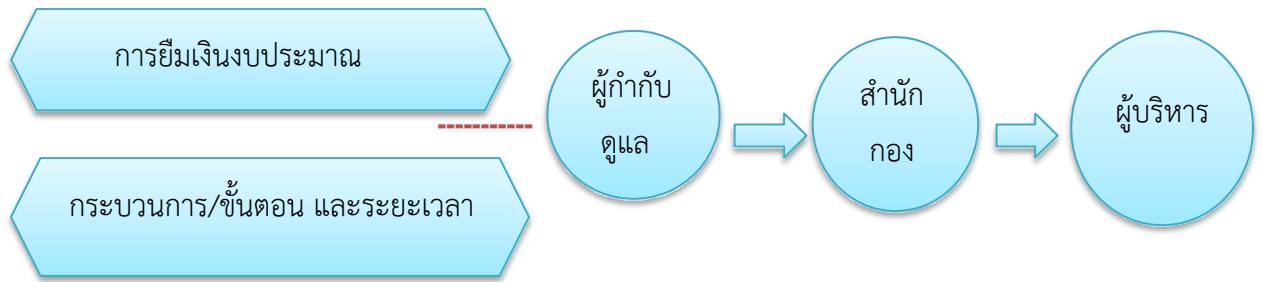 การยืมเงินงบประมาณ
กระบวนการ/ขั้นตอน และระยะเวลา
ผู้กำกับ
ดูแล
สำนัก
กอง
ผู้บริหาร